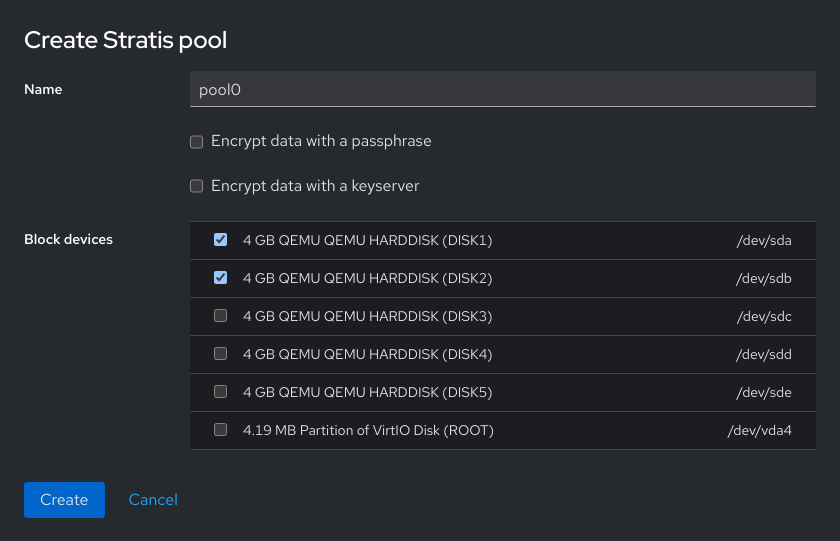 Create Stratis pool
Name pool0
Encrypt data with a passphrase
Encrypt data with a keyserver
Block devices 4 GB QEMU QEMU HARDDISK (DISK1) /dev/sda
4 GB QEMU QEMU HARDDISK (DISK2) /dev/sdb
4 GB QEMU QEMU HARDDISK (DISK3) /dev/sdc
4 GB QEMU QEMU HARDDISK (DISK4) /dev/sdd
4 GB QEMU QEMU HARDDISK (DISK5) /dev/sde
4.19 MB Partition of VirtIO Disk (ROOT) /dev/vda4
Create Cancel